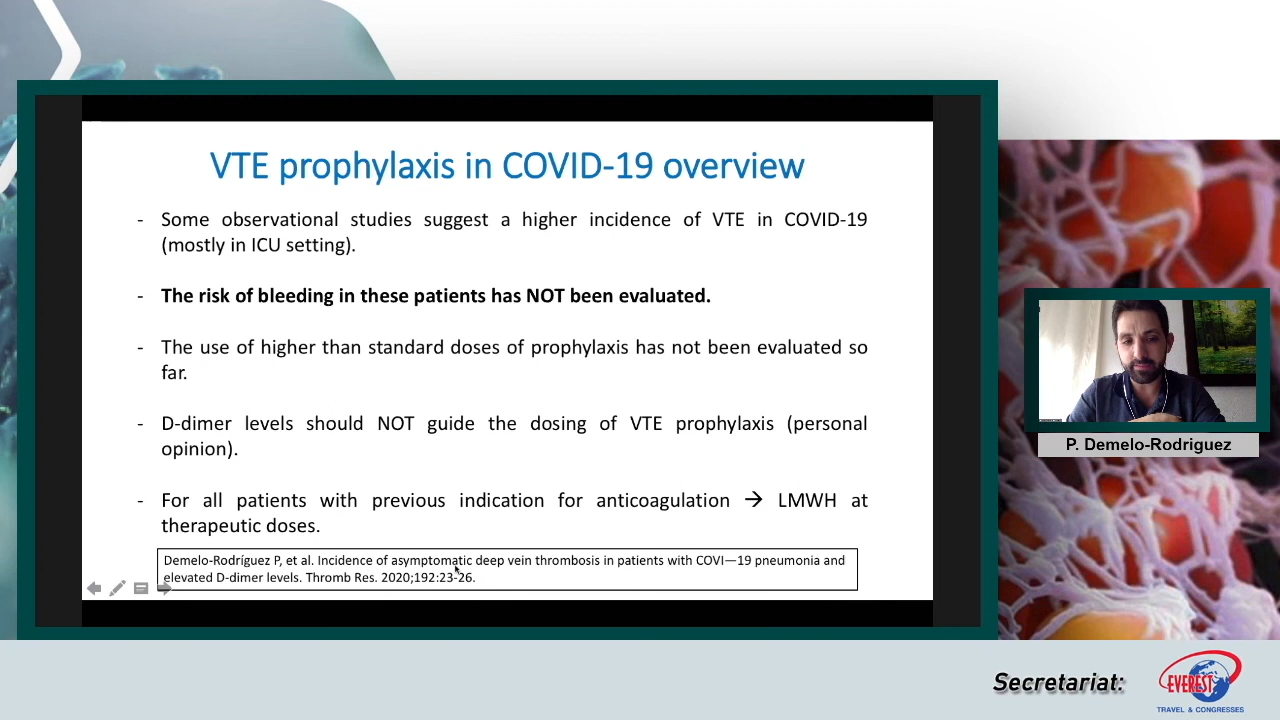 VTE prophylaxis in COVID-19 overview
- Some observational studies suggest a higher incidence of VTE in COVID-19
(mostly in ICU setting).
- The risk of bleeding in these patients has NOT been evaluated.
- The use of higher than standard doses of prophylaxis has not been evaluated so
far.
- D-dimer levels should NOT guide the dosing of VTE prophylaxis (personal
opinion).
- For all patients with previous indication for anticoagulation → LMWH at
therapeutic doses.
Demelo-Rodríguez P, et al. Incidence of asymptomatic deep vein thrombosis in patients with COVI—19 pneumonia and
elevated D-dimer levels. Thromb Res. 2020;192:23-26.
P. Demelo-Rodriguez
Secretariat:
EVEREST
TRAVEL & CONGRESSES